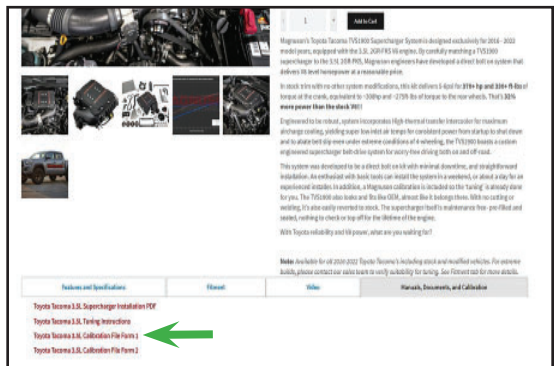 - 1 +
Add to Cart
Magnuson's Toyota Tacoma TVS1900 Supercharger System is designed exclusively for 2016 - 2022
model years, equipped with the 3.5L 2GR-FKS V6 engine. By carefully matching a TVS1900
supercharger to the 3.5L 2GR FKS, Magnuson engineers have developed a direct bolt on system that
delivers V8 level horsepower at a reasonable price.
In stock trim with no other system modifications, this kit delivers 5-6psi for 370+ hp and 330+ ft-lbs of
torque at the crank, equivalent to ~300hp and ~275ft-lbs of torque to the rear wheels. That's
more power than the stock V6!!
Engineered to be robust, system incorporates High-thermal transfer intercooler for maximum
aircharge cooling, yielding super low inlet air temps for consistent power from startup to shut down
and to abate belt slip even under extreme conditions of 4-wheeling, the TVS1900 boasts a custom
engineered supercharger belt-drive system for worry-free driving both on and off road.
This system was developed to be a direct bolt on kit with minimal downtime, and straightforward
installation. An enthusiast with basic tools can install the system in a weekend, or about a day for an
experienced installer. In addition, a Magnuson calibration is included so the 'tuning' is already done
for you. The TVS1900 also looks and fits like OEM, almost like it belongs there. With no cutting or
welding, it's also easily reverted to stock. The supercharger itself is maintenance free- pre-filled and
sealed, nothing to check or top off for the lifetime of the engine.
With Toyota reliability and V8 power, what are you waiting for?
Note: Available for all 2016-2022 Toyota Tacoma's including stock and modified vehicles. For extreme
builds, please contact our sales team to verify suitability for tuning. See Fitment tab for more details.
Features and Specifications
Fitment
Video
Manuals, Documents, and Calibration
Toyota Tacoma 3.5L Supercharger Installation PDF
Toyota Tacoma 3.5L Tuning Instructions
Toyota Tacoma 3.5L Calibration File Form 1
Toyota Tacoma 3.5L Calibration File Form 2